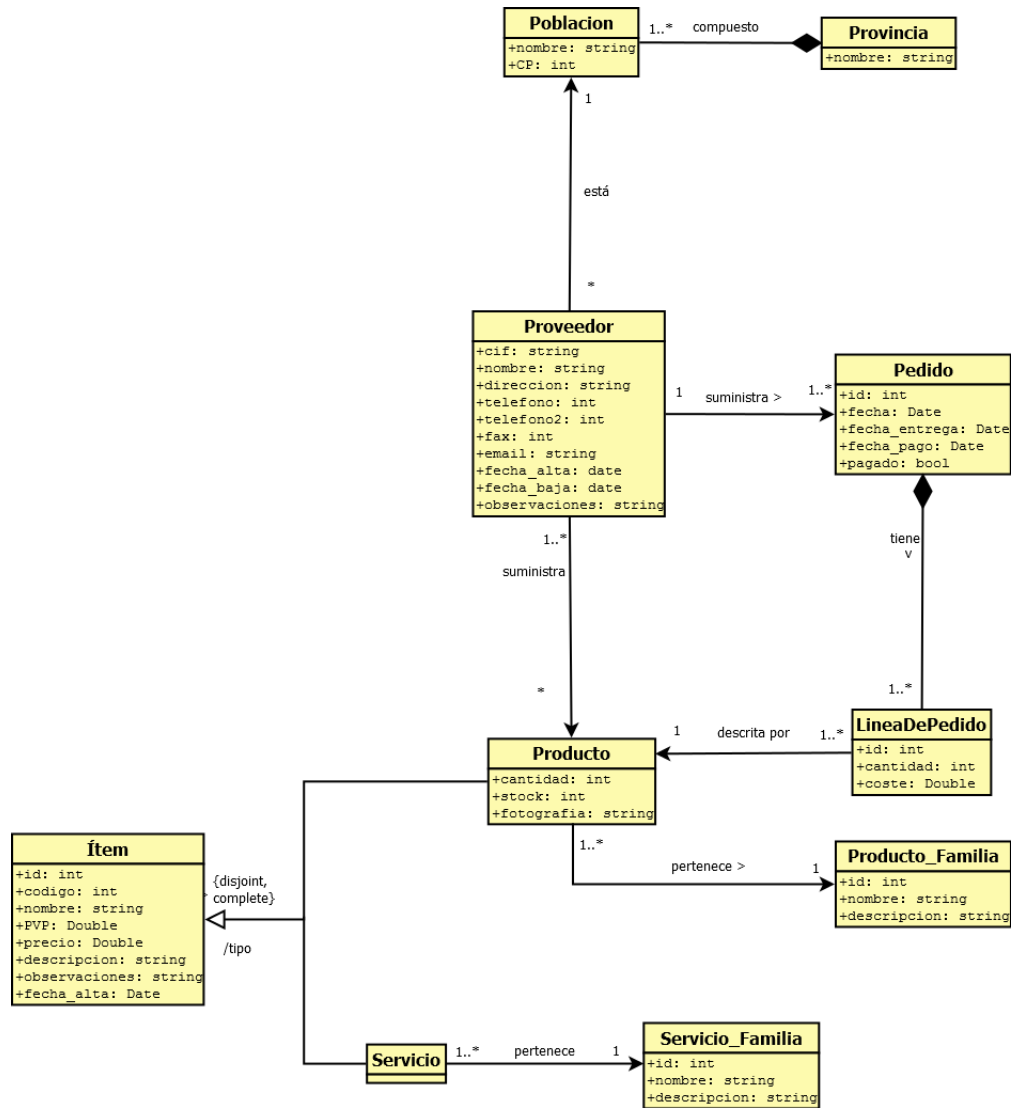 Poblacion
+nombre: string
+CP: int
1..*
compuesto
Provincia
+nombre: string
1
está
*
Proveedor
+cif: string
+nombre: string
+direccion: string
+telefono: int
+telefono2: int
+fax: int
+email: string
+fecha_alta: date
+fecha_baja: date
+observaciones: string
1
suministra >
1..*
Pedido
+id: int
+fecha: Date
+fecha_entrega: Date
+fecha_pago: Date
+pagado: bool
1..*
suministra
*
tiene
v
1..*
Producto
+cantidad: int
+stock: int
+fotografia: string
1
descrita por
1..*
LineaDePedido
+id: int
+cantidad: int
+coste: Double
1..*
pertenece >
1
Producto_Familia
+id: int
+nombre: string
+descripcion: string
Ítem
+id: int
+codigo: int
+nombre: string
+PVP: Double
+precio: Double
+descripcion: string
+observaciones: string
+fecha_alta: Date
{disjoint,
complete}
/tipo
Servicio
1..*
pertenece
1
Servicio_Familia
+id: int
+nombre: string
+descripcion: string